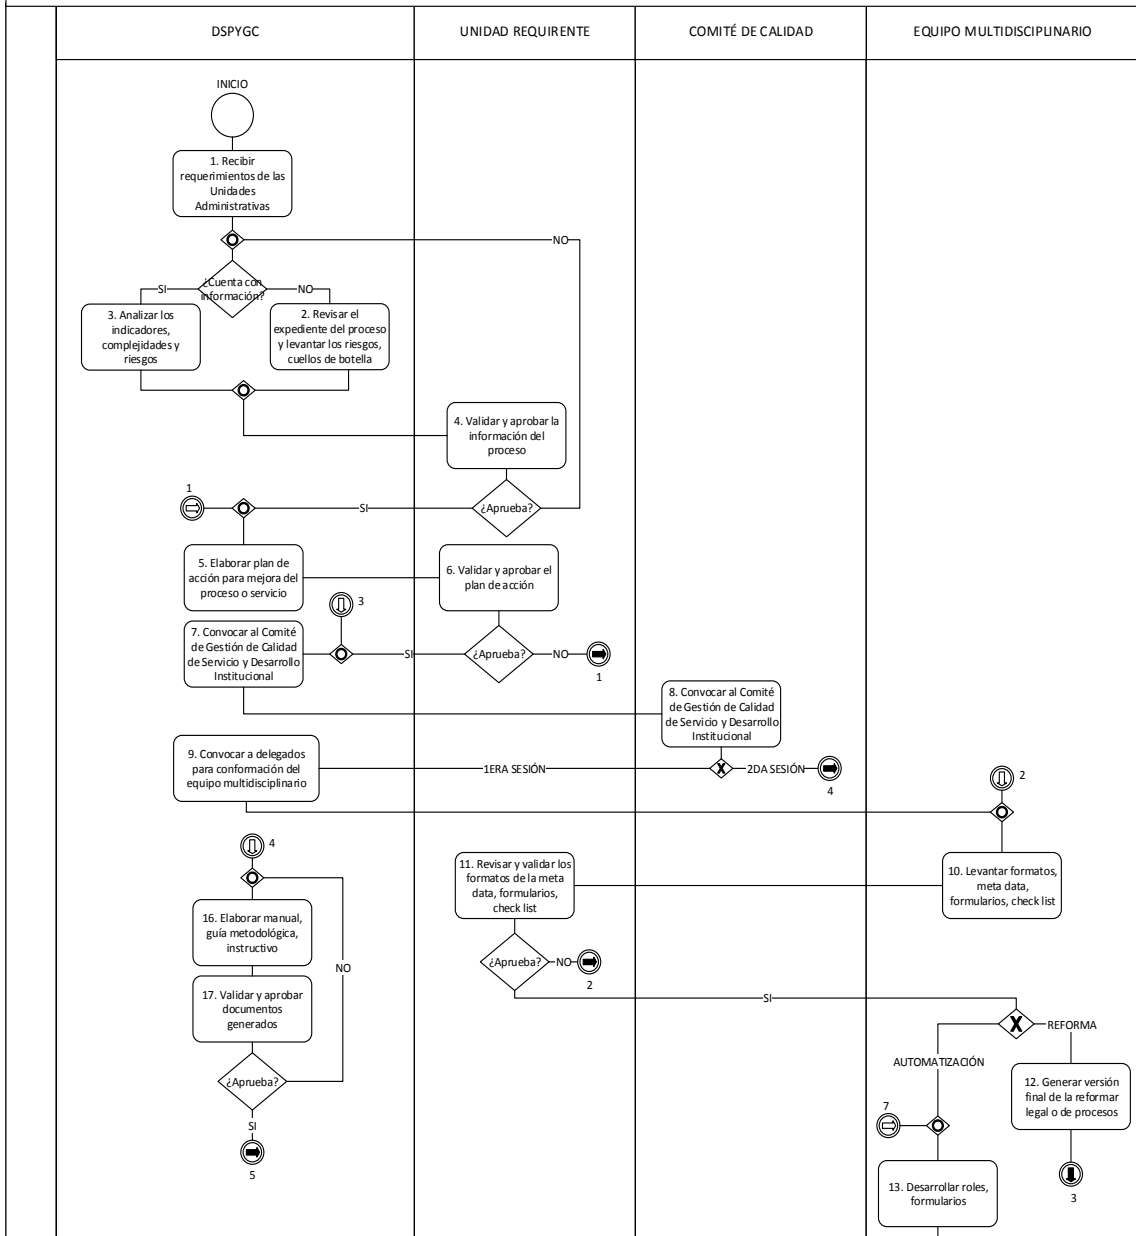 DSPYGC
UNIDAD REQUIRENTE
COMITÉ DE CALIDAD
EQUIPO MULTIDISCIPLINARIO
INICIO
1. Recibir
requerimientos de las
Unidades
Administrativas
NO
¿Cuenta con
información?
SI
NO
3. Analizar los
indicadores,
complejidades y
riesgos
2. Revisar el
expediente del proceso
y levantar los riesgos,
cuellos de botella
4. Validar y aprobar la
información del
proceso
1
SI
¿Aprueba?
5. Elaborar plan de
acción para mejora del
proceso o servicio
6. Validar y aprobar el
plan de acción
3
7. Convocar al Comité
de Gestión de Calidad
de Servicio y Desarrollo
Institucional
SI
¿Aprueba?
NO
1
8. Convocar al Comité
de Gestión de Calidad
de Servicio y Desarrollo
Institucional
9. Convocar a delegados
para conformación del
equipo multidisciplinario
1ERA SESIÓN
X
2DA SESIÓN
4
2
4
11. Revisar y validar los
formatos de la meta
data, formularios,
check list
10. Levantar formatos,
meta data,
formularios, check list
16. Elaborar manual,
guía metodológica,
instructivo
NO
¿Aprueba?
NO
2
17. Validar y aprobar
documentos
generados
SI
X
REFORMA
AUTOMATIZACIÓN
¿Aprueba?
12. Generar versión
final de la reformar
legal o de procesos
7
SI
5
3
13. Desarrollar roles,
formularios